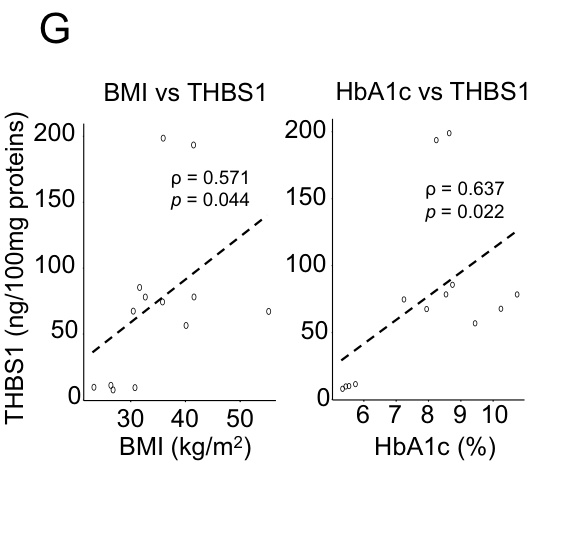 G
BMI vs THBS1
THBS1 (ng/100mg proteins)
200
150
100
50
0
ρ = 0.571
p = 0.044
30 40 50
BMI (kg/m²)
HbA1c vs THBS1
200
150
100
50
0
ρ = 0.637
p = 0.022
6 7 8 9 10
HbA1c (%)